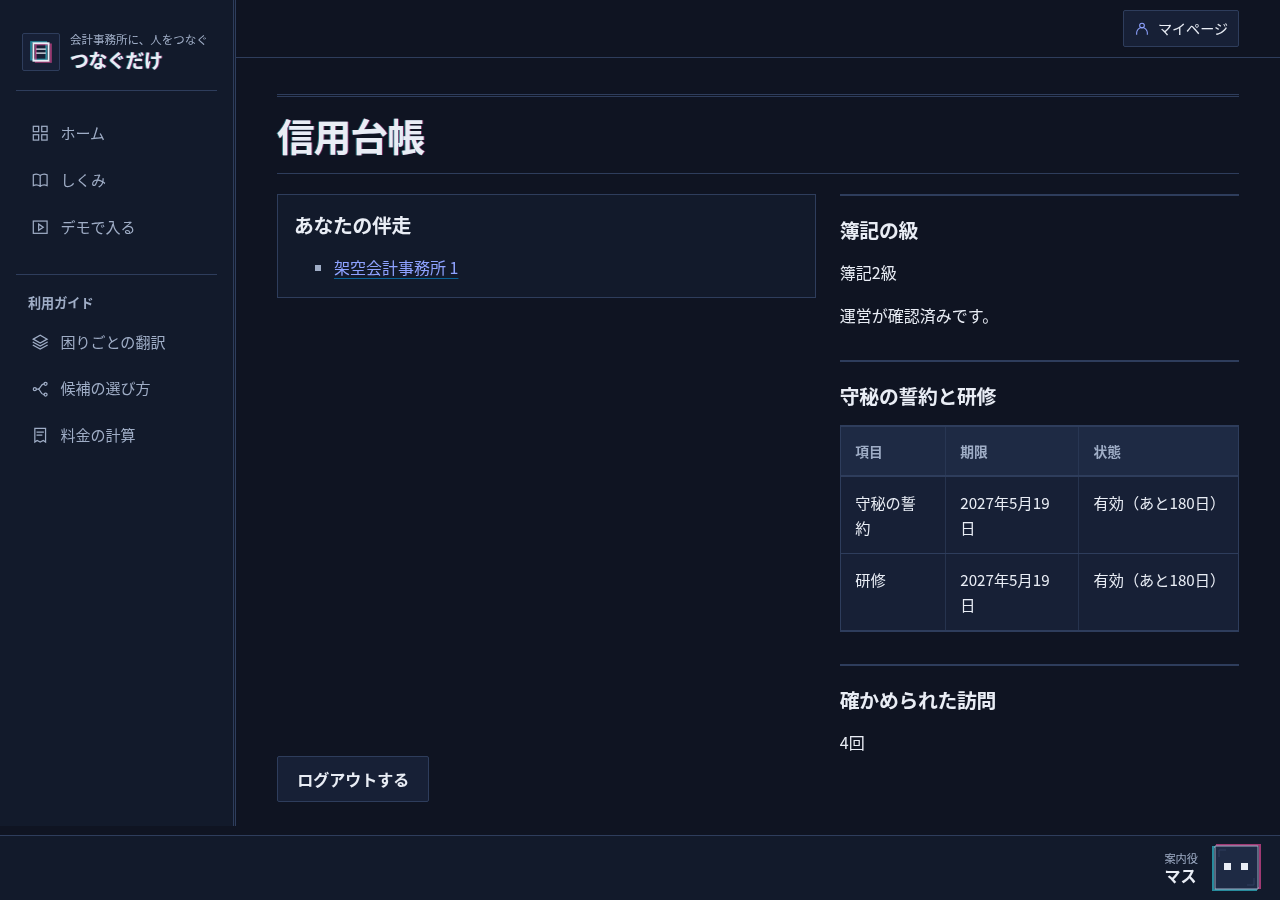 会計事務所に、人をつなぐ
つなぐだけ
ホーム
しくみ
デモで入る
利用ガイド
困りごとの翻訳
候補の選び方
料金の計算
マイページ
信用台帳
あなたの伴走
架空会計事務所 1
ログアウトする
簿記の級
簿記2級
運営が確認済みです。
守秘の誓約と研修
項目 期限 状態
守秘の誓約 2027年5月19日 有効（あと180日）
研修 2027年5月19日 有効（あと180日）
確かめられた訪問
4回
案内役
マス